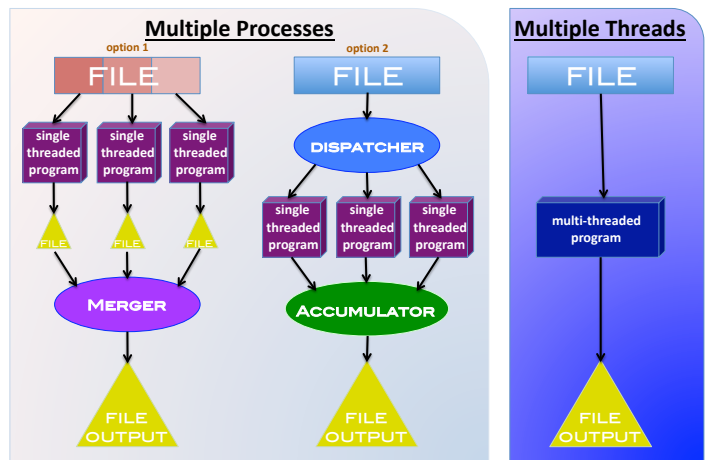 Multiple Processes
option 1
FILE
single
threaded
program
single
threaded
program
single
threaded
program
FILE
FILE
FILE
MERGER
FILE
OUTPUT
option 2
FILE
DISPATCHER
single
threaded
program
single
threaded
program
single
threaded
program
ACCUMULATOR
FILE
OUTPUT
Multiple Threads
FILE
multi-threaded
program
FILE
OUTPUT